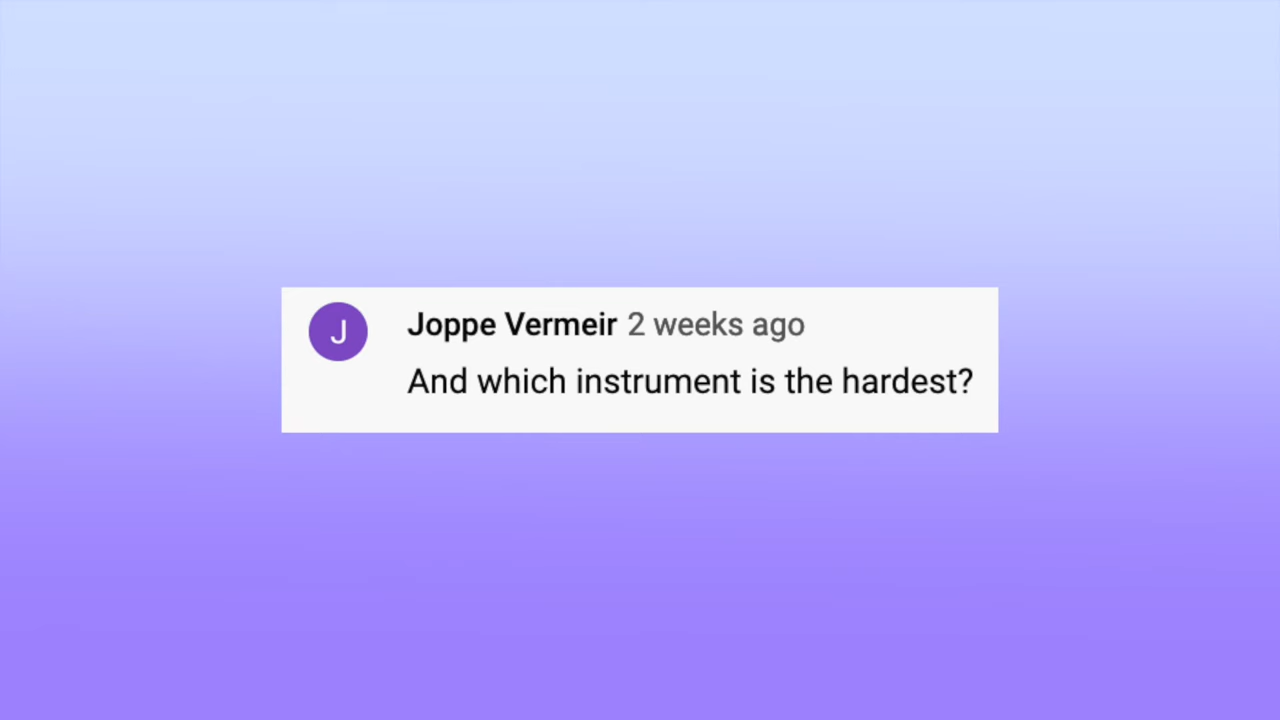 J
Joppe Vermeir 2 weeks ago
And which instrument is the hardest?